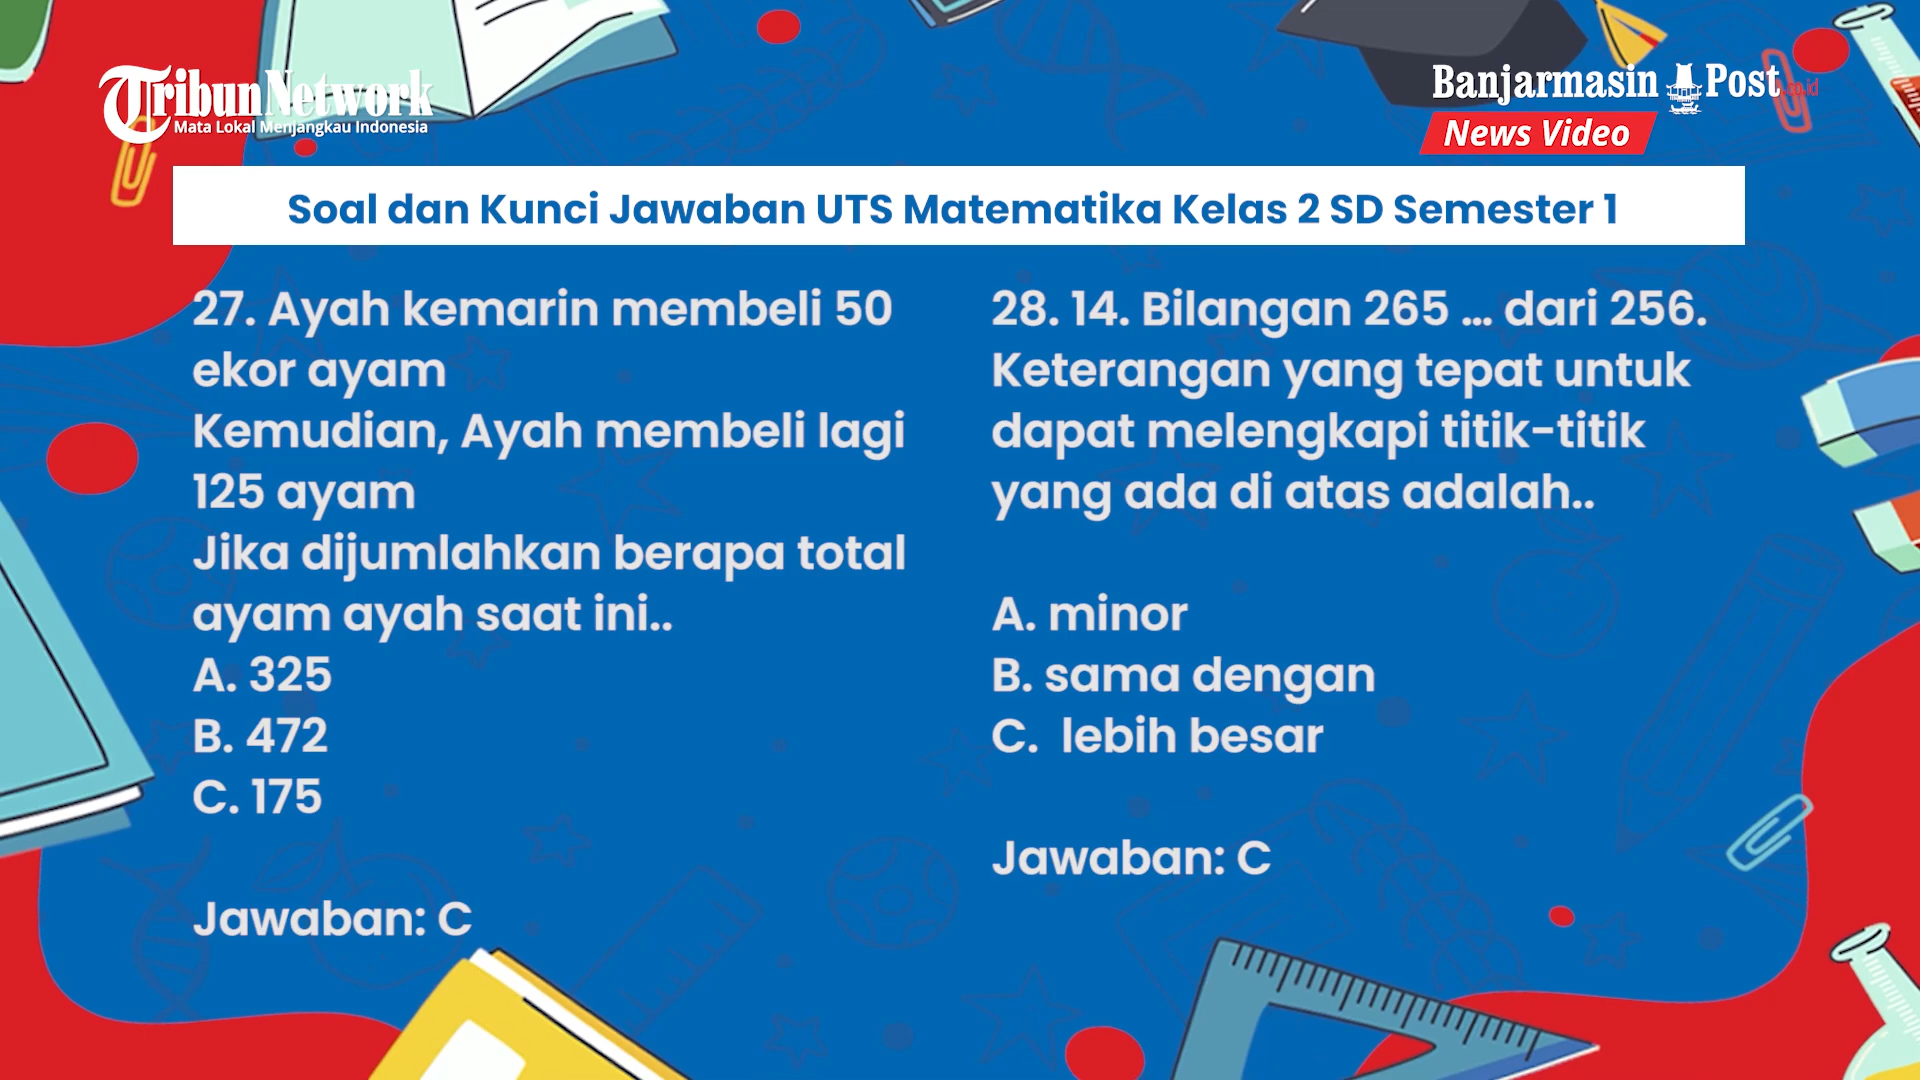 TribunNetwork
Mata Lokal Menjangkau Indonesia
Banjarmasin Post
.co.id
News Video
Soal dan Kunci Jawaban UTS Matematika Kelas 2 SD Semester 1
27. Ayah kemarin membeli 50
ekor ayam
Kemudian, Ayah membeli lagi
125 ayam
Jika dijumlahkan berapa total
ayam ayah saat ini..
A. 325
B. 472
C. 175
Jawaban: C
28. 14. Bilangan 265 ... dari 256.
Keterangan yang tepat untuk
dapat melengkapi titik-titik
yang ada di atas adalah..
A. minor
B. sama dengan
C. lebih besar
Jawaban: C